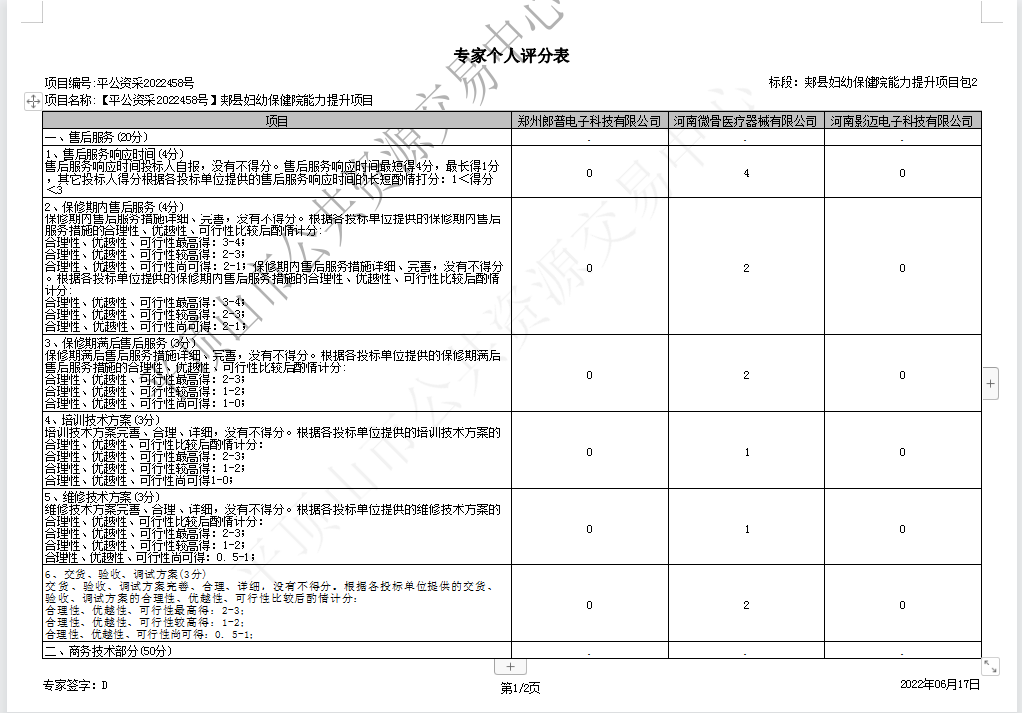 专家个人评分表
项目编号:平公资采2022458号
标段: 郏县妇幼保健院能力提升项目包2
项目名称:【平公资采2022458号】郏县妇幼保健院能力提升项目
项目 郑州郎普电子科技有限公司 河南微骨医疗器械有限公司 河南影迈电子科技有限公司
一、售后服务(20分) . . .
1、售后服务响应时间(4分)
售后服务响应时间投标人自报，没有不得分。售后服务响应时间最短得4分，最长得1分
，其它投标人得分根据各投标单位提供的售后服务响应时间的长短酌情打分：1＜得分
＜3
0 4 0
2、保修期内售后服务(4分)
保修期内售后服务措施详细、完善，没有不得分。根据各投标单位提供的保修期内售后
服务措施的合理性、优越性、可行性比较后酌情计分:
合理性、优越性、可行性最高得：3-4;
合理性、优越性、可行性较高得：2-3;
合理性、优越性、可行性尚可得：2-1; 保修期内售后服务措施详细、完善，没有不得分
。根据各投标单位提供的保修期内售后服务措施的合理性、优越性、可行性比较后酌情
计分:
合理性、优越性、可行性最高得：3-4;
合理性、优越性、可行性较高得：2-3;
合理性、优越性、可行性尚可得：2-1;
0 2 0
3、保修期满后售后服务(3分)
保修期满后售后服务措施详细、完善，没有不得分。根据各投标单位提供的保修期满后
售后服务措施的合理性、优越性、可行性比较后酌情计分:
合理性、优越性、可行性最高得：2-3;
合理性、优越性、可行性较高得：1-2;
合理性、优越性、可行性尚可得：1-0;
0 2 0
4、培训技术方案(3分)
培训技术方案完善、合理、详细，没有不得分。根据各投标单位提供的培训技术方案的
合理性、优越性、可行性比较后酌情计分:
合理性、优越性、可行性最高得：2-3;
合理性、优越性、可行性较高得：1-2;
合理性、优越性、可行性尚可得1-0;
0 1 0
5、维修技术方案(3分)
维修技术方案完善、合理、详细，没有不得分。根据各投标单位提供的维修技术方案的
合理性、优越性、可行性比较后酌情计分:
合理性、优越性、可行性最高得：2-3;
合理性、优越性、可行性较高得：1-2;
合理性、优越性、可行性尚可得：0.5-1;
0 1 0
6、交货、验收、调试方案(3分)
交货、验收、调试方案完善、合理、详细，没有不得分。根据各投标单位提供的交货、
验收、调试方案的合理性、优越性、可行性比较后酌情计分:
合理性、优越性、可行性最高得：2-3;
合理性、优越性、可行性较高得：1-2;
合理性、优越性、可行性尚可得：0.5-1;
0 2 0
二、商务技术部分(50分) . . .
专家签字：D
第1/2页
2022年06月17日
平顶山市公共资源交易中心
平顶山市公共资源交易中心